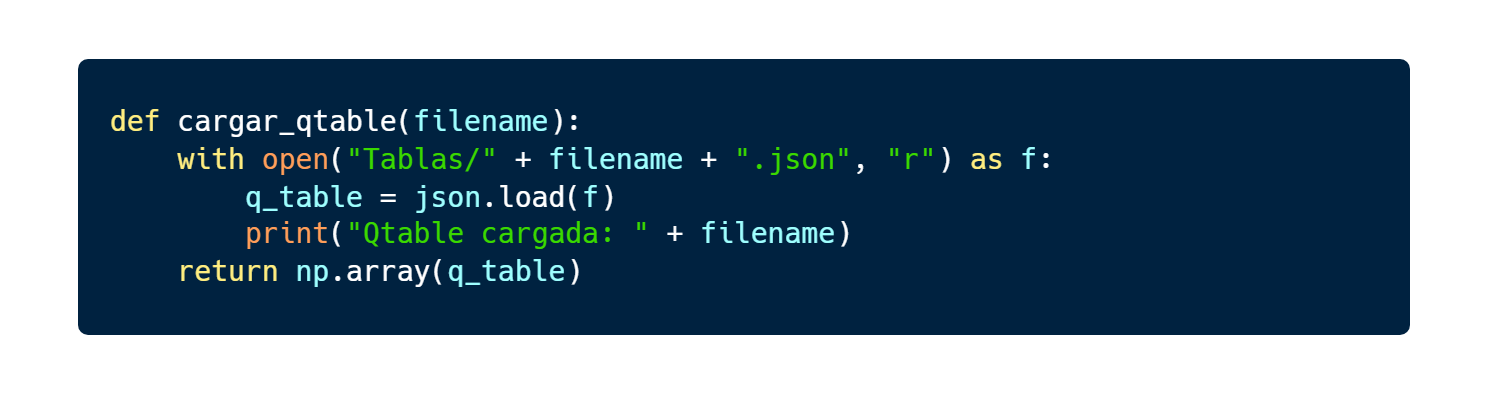 def cargar_qtable(filename):
    with open("Tablas/" + filename + ".json", "r") as f:
        q_table = json.load(f)
        print("Qtable cargada: " + filename)
    return np.array(q_table)